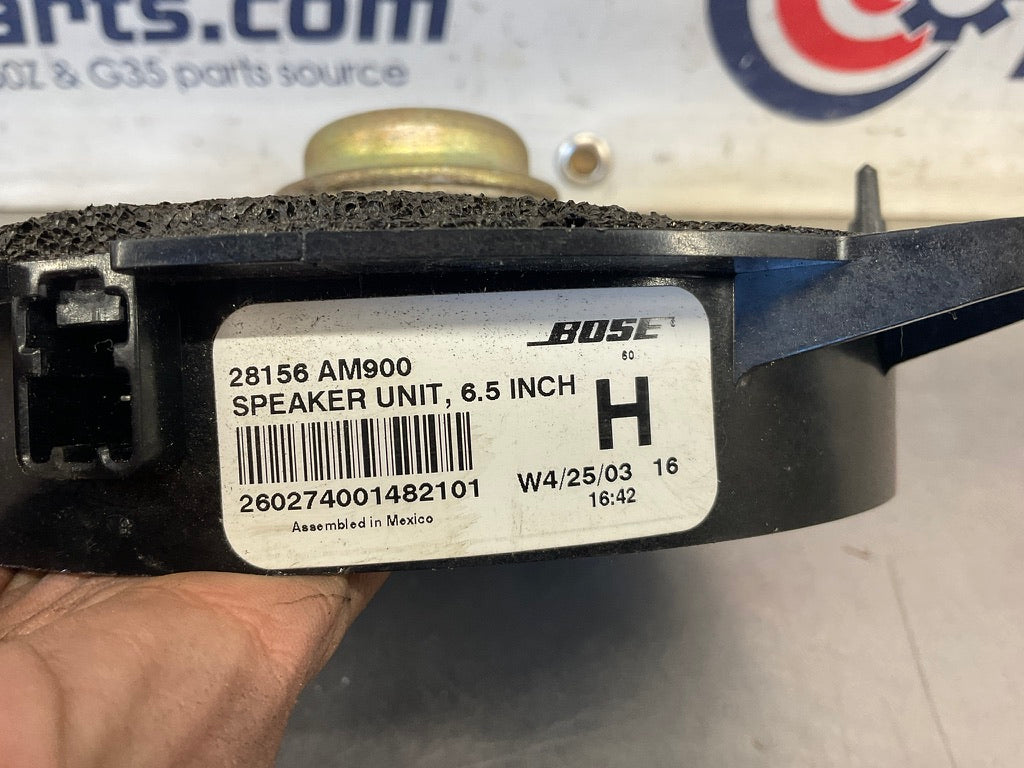 arts.com
& G35 parts source
BOSE
60
28156 AM900
SPEAKER UNIT, 6.5 INCH
H
260274001482101
W4/25/03 16
16:42
Assembled in Mexico